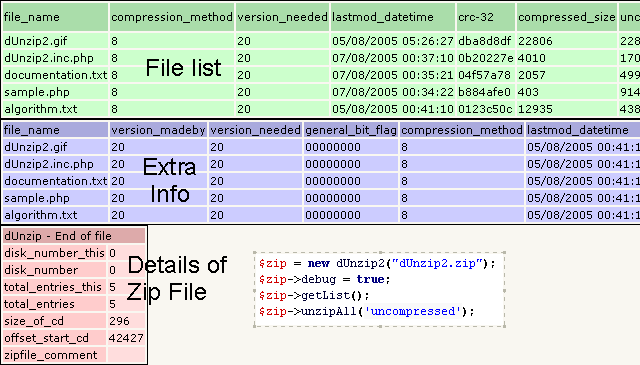 file_name compression_method version_needed lastmod_datetime crc-32 compressed_size unc
dUnzip2.gif 8 20 05/08/2005 05:26:27 dba8d8df 22806 228
dUnzip2.inc.php 8 20 07/08/2005 00:37:10 0b20227e 4010 170
documentation.txt 8 20 07/08/2005 00:35:21 04f57a78 2057 499
sample.php 8 20 07/08/2005 00:34:22 b884afe0 403 914
algorithm.txt 8 20 05/08/2005 00:41:10 0123c50c 12935 438
File list
file_name version_madeby version_needed general_bit_flag compression_method lastmod_datetime
dUnzip2.gif 20 20 00000000 8 05/08/2005 00:41:1
dUnzip2.inc.php 20 20 00000000 8 05/08/2005 00:41:1
documentation.txt 20 20 00000000 8 05/08/2005 00:41:1
sample.php 20 20 00000000 8 05/08/2005 00:41:1
algorithm.txt 20 20 00000000 8 05/08/2005 00:41:1
Extra
Info
dUnzip - End of file
disk_number_this 0
disk_number 0
total_entries_this 5
total_entries 5
size_of_cd 296
offset_start_cd 42427
zipfile_comment
Details of
Zip File
$zip = new dUnzip2("dUnzip2.zip");
$zip->debug = true;
$zip->getList();
$zip->unzipAll('uncompressed');